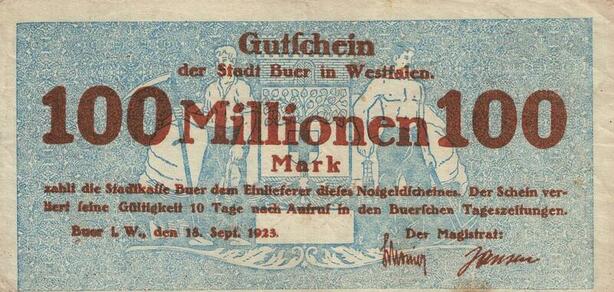 Gutſchein
der Stadt Buer in Weſtfalen.
100 Millionen 100
Mark
zahlt die Stadtkaſſe Buer dem Einlieferer dieſes Notgeldſcheines. Der Schein ver-
liert ſeine Gültigkeit 10 Tage nach Aufruf in den Buerſchen Tageszeitungen.
Buer i. W., den 18. Sept. 1923. Der Magiſtrat: